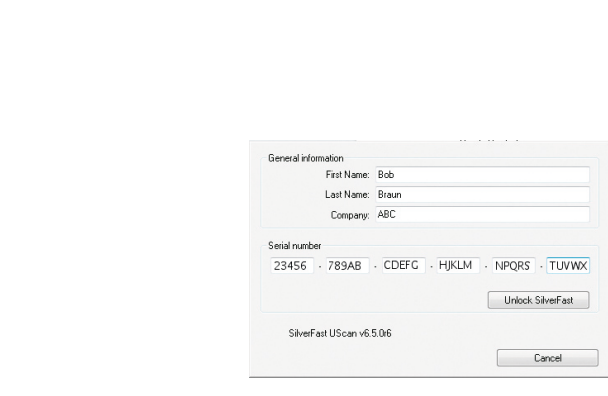 General information
First Name: Bob
Last Name: Braun
Company: ABC
Serial number
23456 - 789AB - CDEFG - HJKLM - NPQRS - TUVWX
Unlock SilverFast
SilverFast UScan v6.5.0r6
Cancel